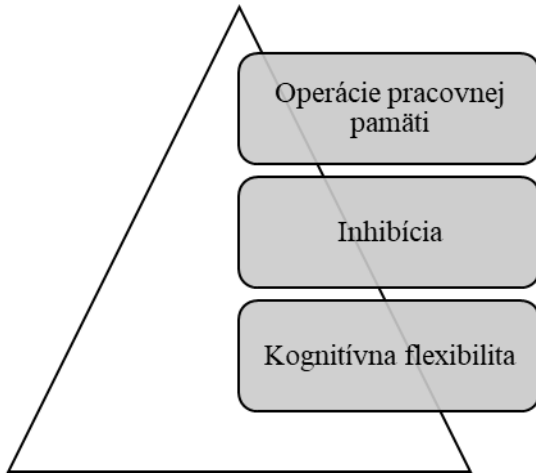 Operácie pracovnej
pamäti
Inhibícia
Kognitívna flexibilita